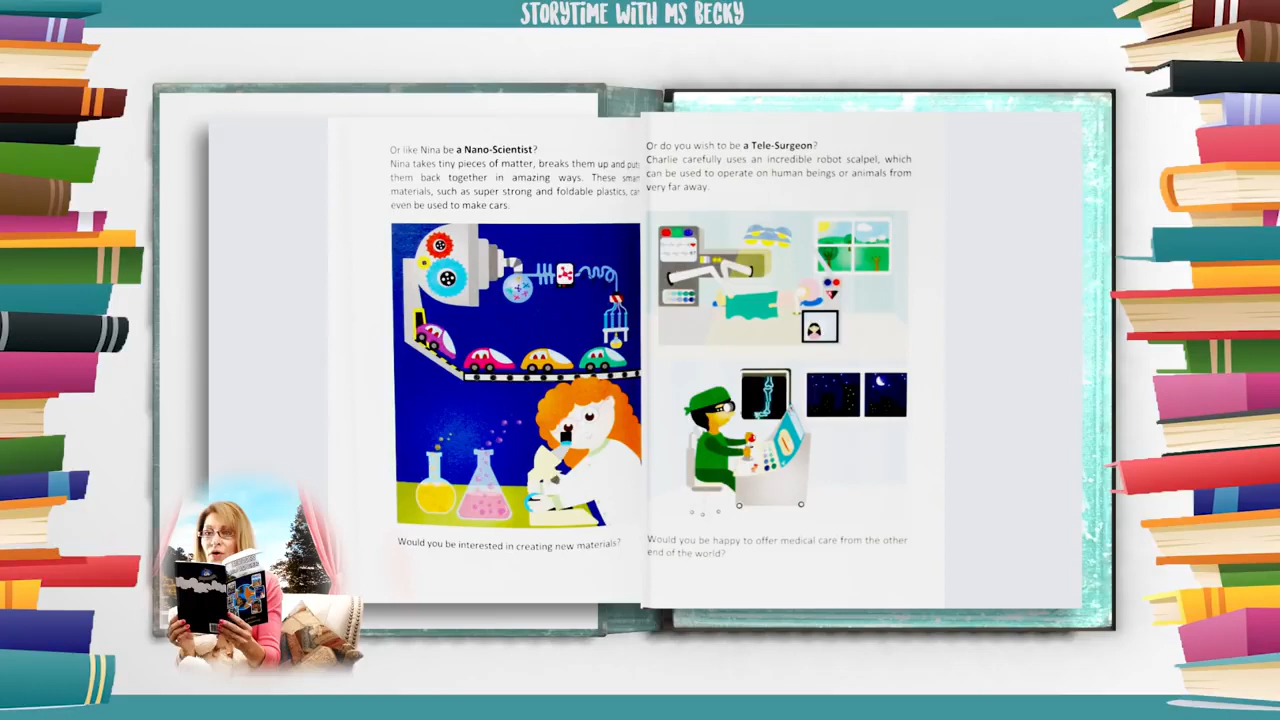 STORYTIME WITH MS BECKY
Or like Nina be a Nano-Scientist?
Nina takes tiny pieces of matter, breaks them up and puts
them back together in amazing ways. These smart
materials, such as super strong and foldable plastics, can
even be used to make cars.
Would you be interested in creating new materials?
Or do you wish to be a Tele-Surgeon?
Charlie carefully uses an incredible robot scalpel, which
can be used to operate on human beings or animals from
very far away.
Would you be happy to offer medical care from the other
end of the world?